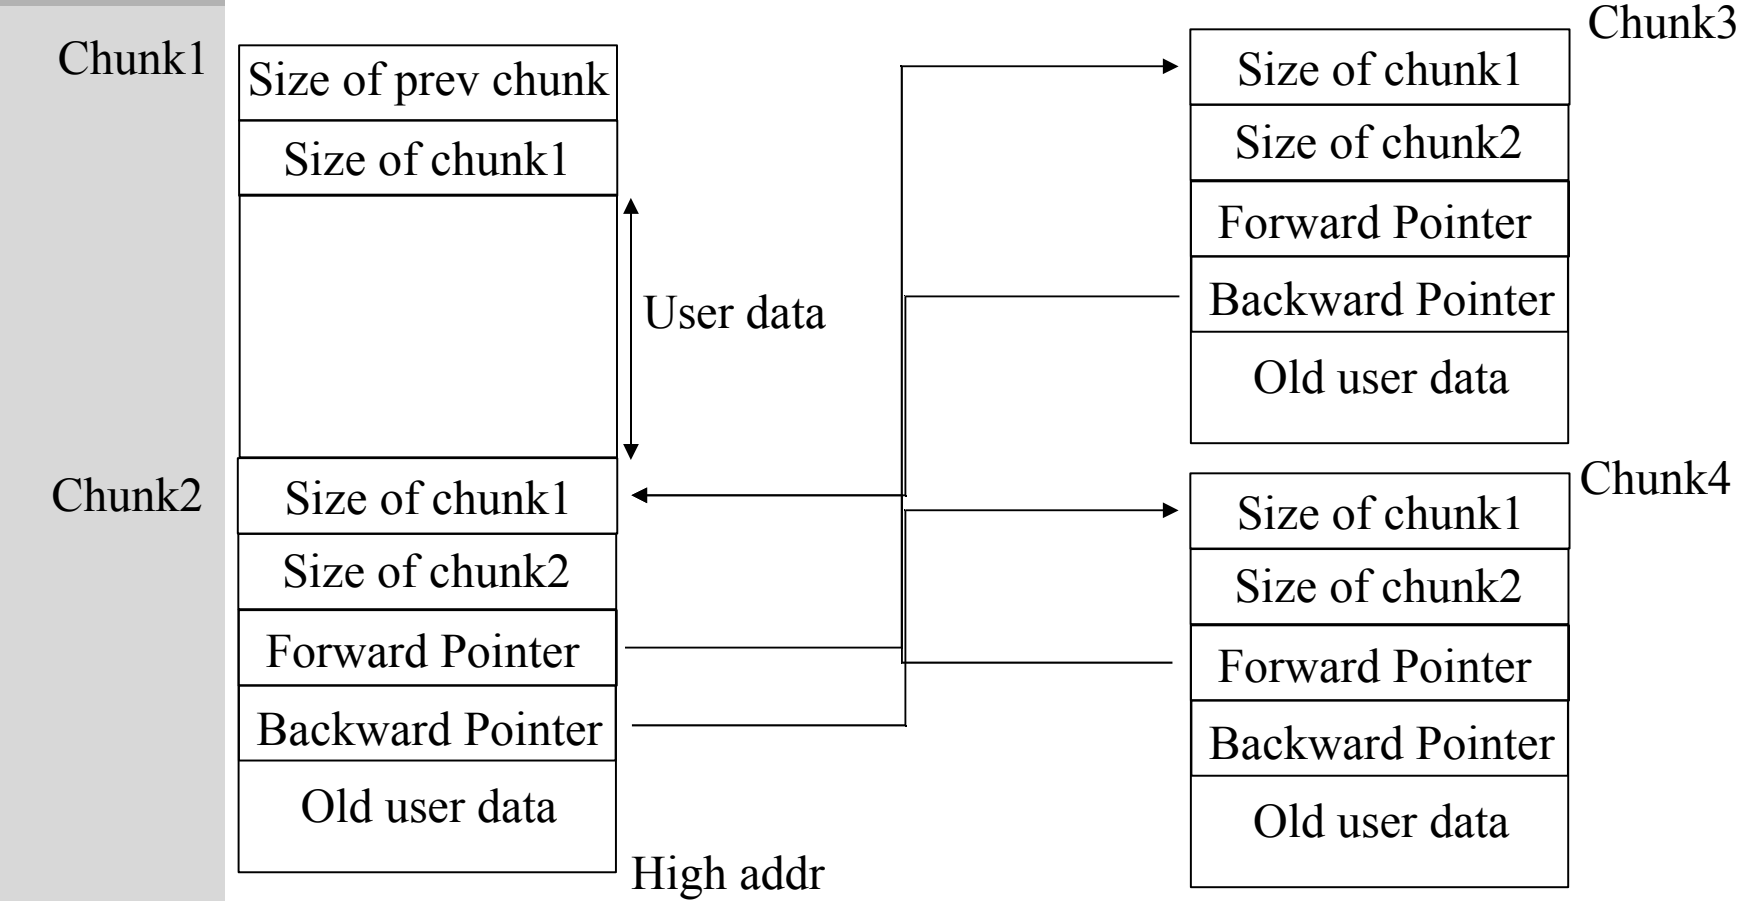 Chunk1
Size of prev chunk
Size of chunk1
User data
Chunk2
Size of chunk1
Size of chunk2
Forward Pointer
Backward Pointer
Old user data
High addr
Chunk3
Size of chunk1
Size of chunk2
Forward Pointer
Backward Pointer
Old user data
Chunk4
Size of chunk1
Size of chunk2
Forward Pointer
Backward Pointer
Old user data